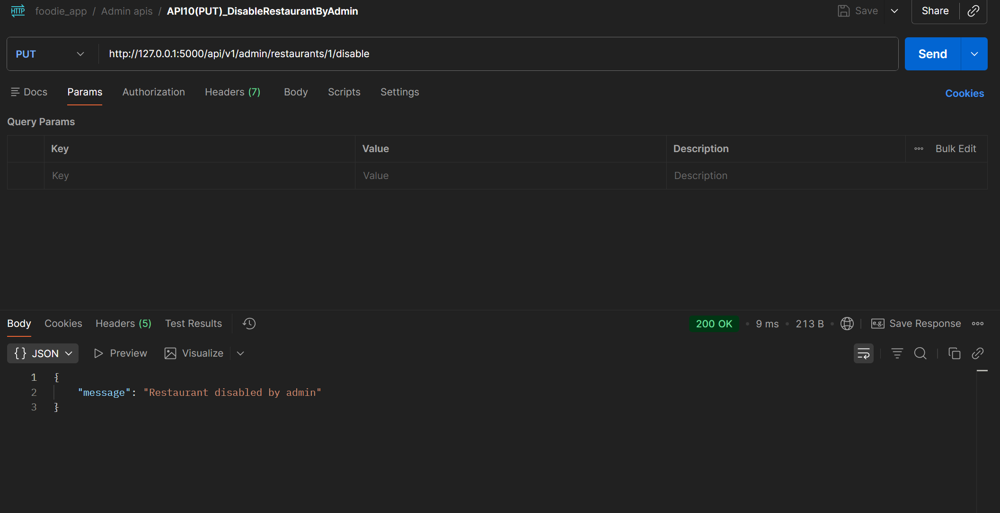 HTTP foodie_app / Admin apis / API10(PUT)_DisableRestaurantByAdmin Save Share
PUT http://127.0.0.1:5000/api/v1/admin/restaurants/1/disable Send
Docs Params Authorization Headers (7) Body Scripts Settings Cookies
Query Params
Key Value Description Bulk Edit
Key Value Description
Body Cookies Headers (5) Test Results 200 OK • 9 ms • 213 B • e.g. Save Response
{} JSON Preview Visualize
1 {
2 "message": "Restaurant disabled by admin"
3 }